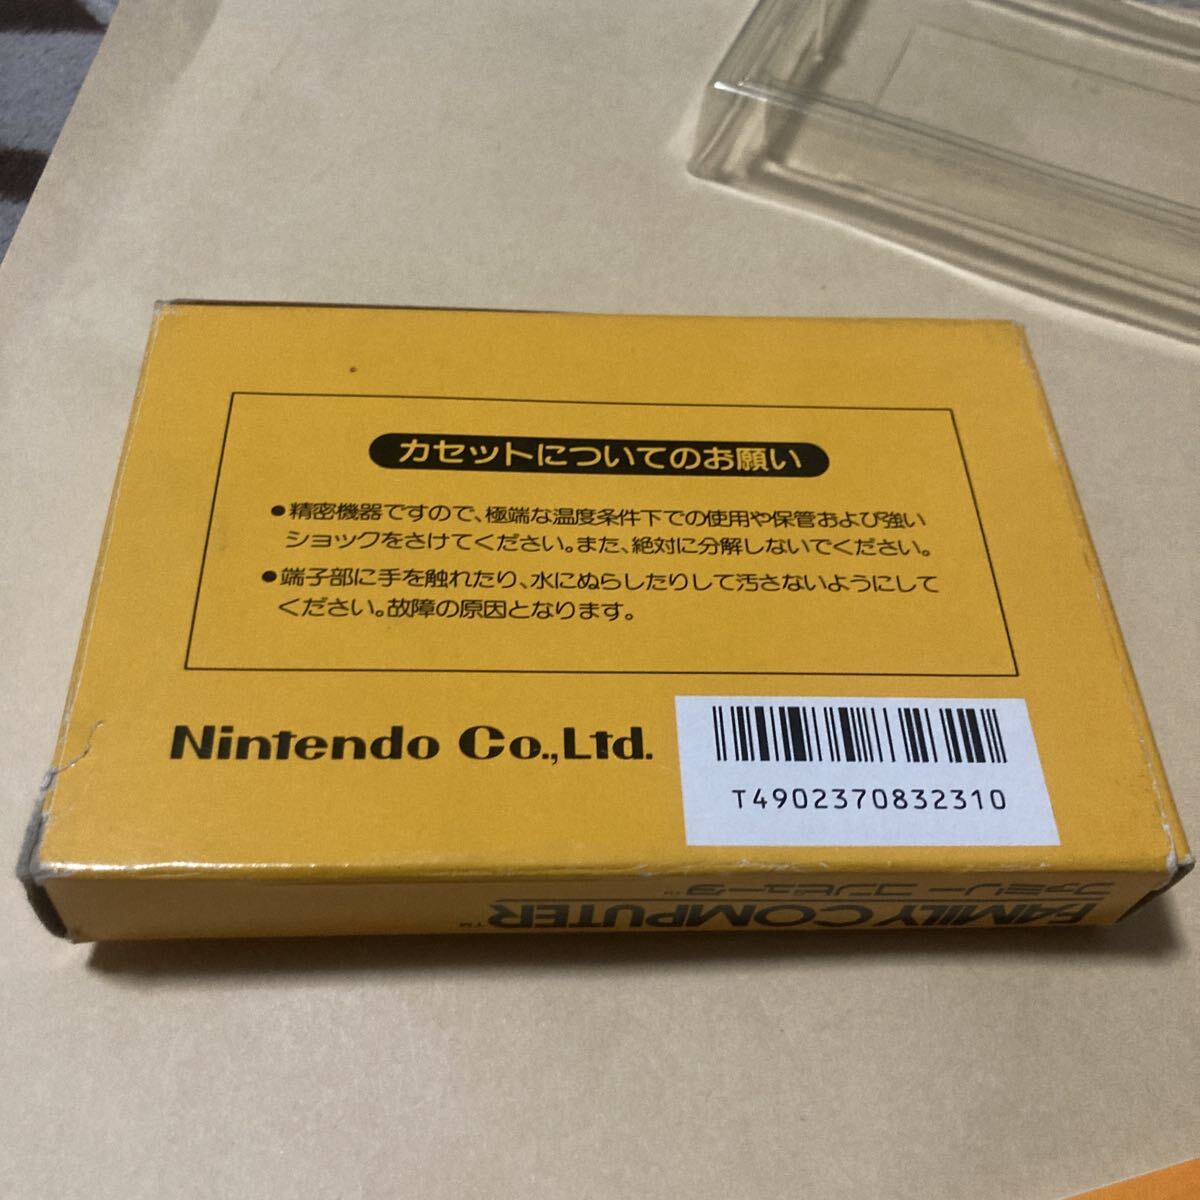 カセットについてのお願い
●精密機器ですので、極端な温度条件下での使用や保管および強い
ショックをさけてください。また、絶対に分解しないでください。
●端子部に手を触れたり、水にぬらしたりして汚さないようにして
ください。故障の原因となります。
Nintendo Co.,Ltd.
T4902370832310
ファミリー コンピュータ™
FAMILY COMPUTER™